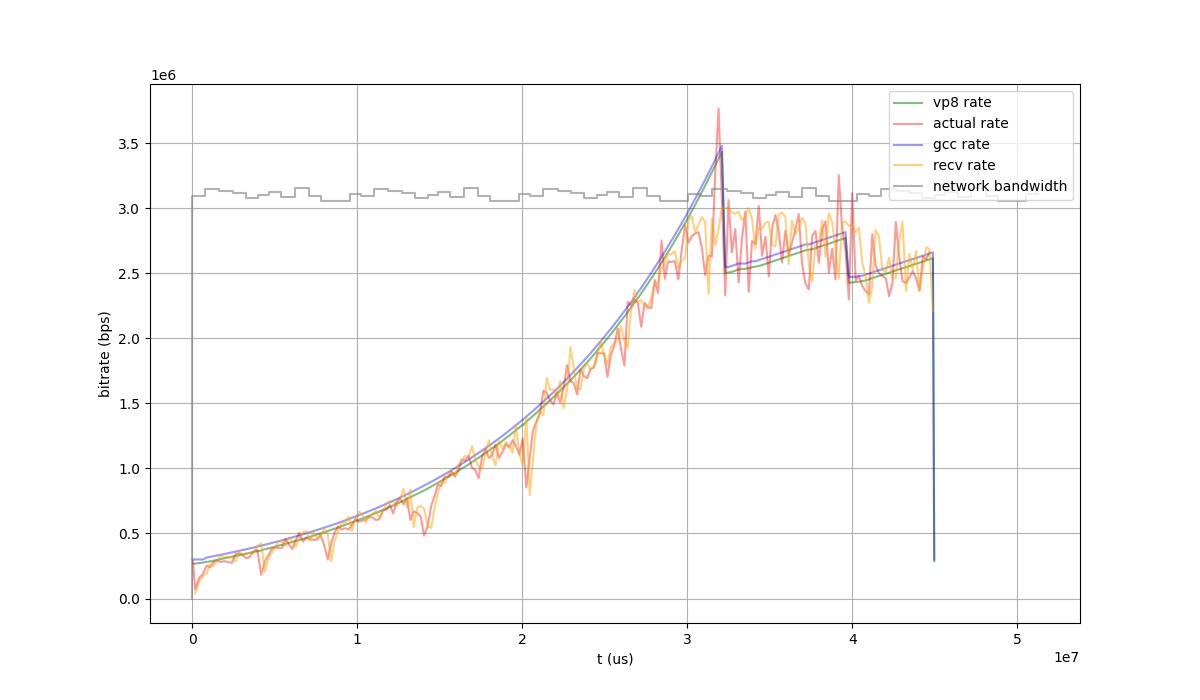 1e6
vp8 rate
actual rate
gcc rate
recv rate
network bandwidth
3.5
3.0
2.5
2.0
1.5
1.0
0.5
0.0
bitrate (bps)
0 1 2 3 4 5
t (us)
1e7